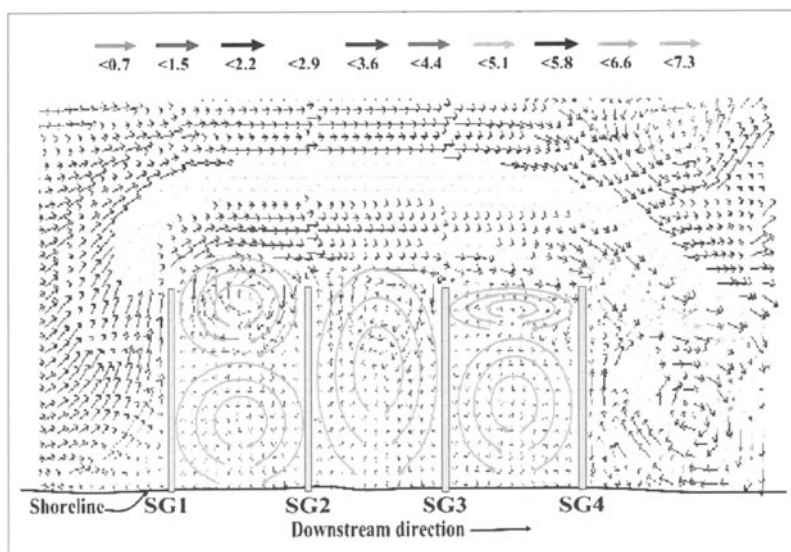 <0.7 <1.5 <2.2 <2.9 <3.6 <4.4 <5.1 <5.8 <6.6 <7.3
Shoreline SG1 SG2 SG3 SG4
Downstream direction